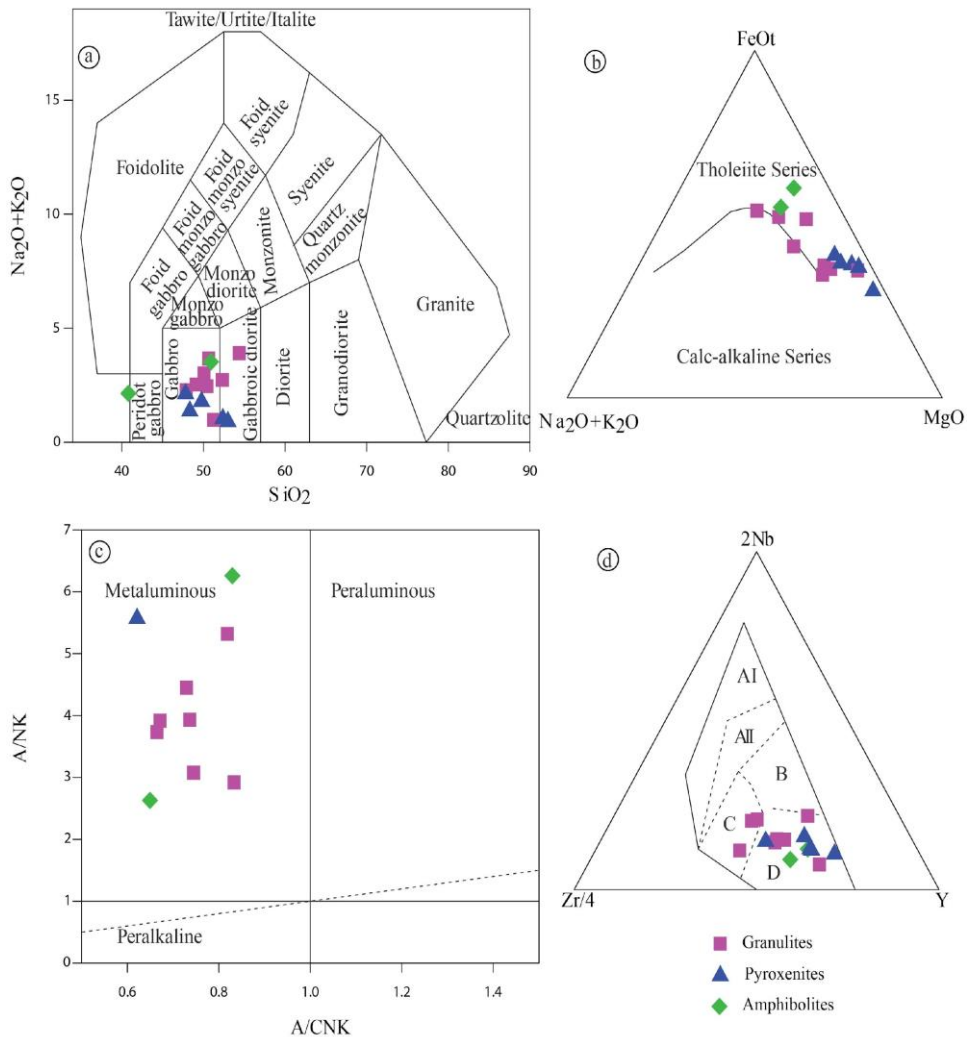 a
Tawite/Urtite/Italite
Foidolite
Foid
syenite
Foid
monzo
syenite
Syenite
Foid
monzo
gabbro
Quartz
monzonite
Foid
gabbro
Monzo
diorite
Monzonite
Monzo
gabbro
Granite
Peridot
gabbro
Gabbro
Gabbroic diorite
Diorite
Granodiorite
Quartzolite
Na2O+K2O
0
5
10
15
40
50
60
70
80
90
SiO2
b
FeOt
Tholeiite Series
Calc-alkaline Series
Na2O+K2O
MgO
c
Metaluminous
Peraluminous
Peralkaline
A/NK
7
6
5
4
3
2
1
0
0.6
0.8
1.0
1.2
1.4
A/CNK
d
2Nb
AI
AII
B
C
D
Zr/4
Y
Granulites
Pyroxenites
Amphibolites